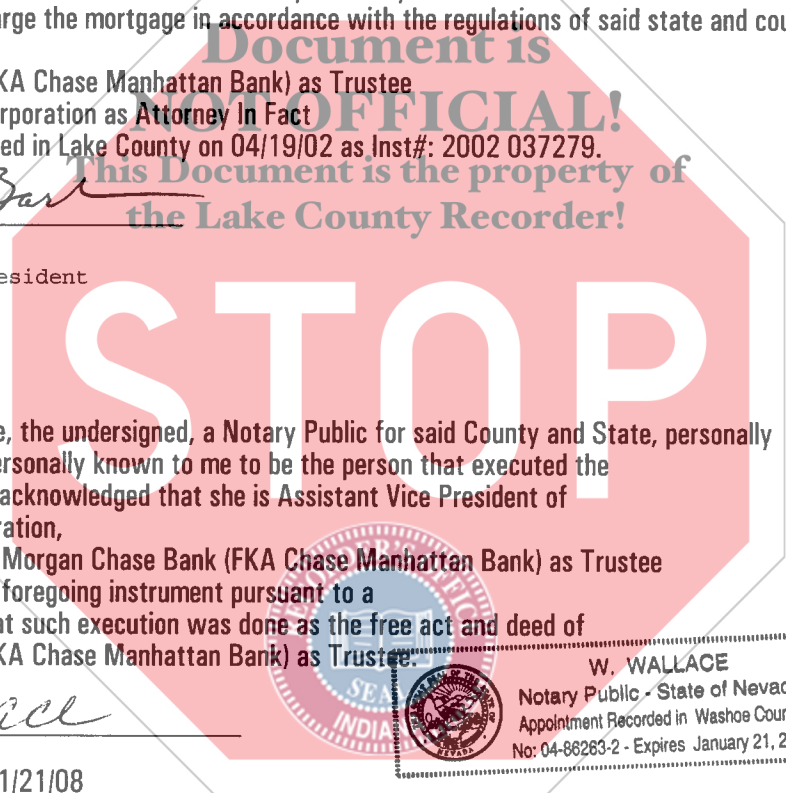 arge the mortgage in accordance with the regulations of said state and cou
Document is
KA Chase Manhattan Bank) as Trustee
rporation as Attorney In Fact
NOT OFFICIAL!
ed in Lake County on 04/19/02 as Inst#: 2002 037279.
This Document is the property of
the Lake County Recorder!
esident
STOP
e, the undersigned, a Notary Public for said County and State, personally
ersonally known to me to be the person that executed the
acknowledged that she is Assistant Vice President of
ration,
Morgan Chase Bank (FKA Chase Manhattan Bank) as Trustee
foregoing instrument pursuant to a
at such execution was done as the free act and deed of
KA Chase Manhattan Bank) as Trustee.
SEAL
INDIA
W. WALLACE
Notary Public - State of Nevad
Appointment Recorded in Washoe Coun
No: 04-86263-2 - Expires January 21, 2
NEVADA
1/21/08